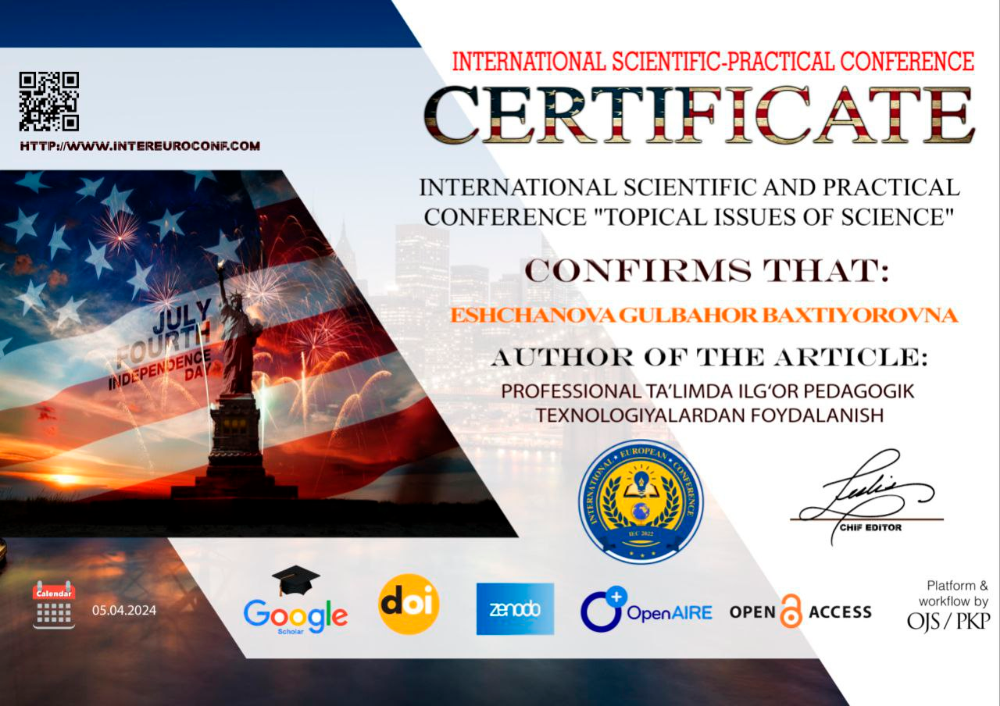 INTERNATIONAL SCIENTIFIC-PRACTICAL CONFERENCE
CERTIFICATE
HTTP://WWW.INTEREUROCONF.COM
INTERNATIONAL SCIENTIFIC AND PRACTICAL
CONFERENCE "TOPICAL ISSUES OF SCIENCE"
CONFIRMS THAT:
ESHCHANOVA GULBAHOR BAXTIYOROVNA
AUTHOR OF THE ARTICLE:
PROFESSIONAL TA’LIMDA ILG‘OR PEDAGOGIK
TEXNOLOGIYALARDAN FOYDALANISH
JULY
FOURTH
INDEPENDENCE
DAY
INTERNATIONAL ★ EUROPEAN ★ CONFERENCE
IEC 2022
Leslie
CHIF EDITOR
Calendar
05.04.2024
Google
Scholar
doi
zenodo
OpenAIRE
OPEN ACCESS
Platform &
workflow by
OJS / PKP